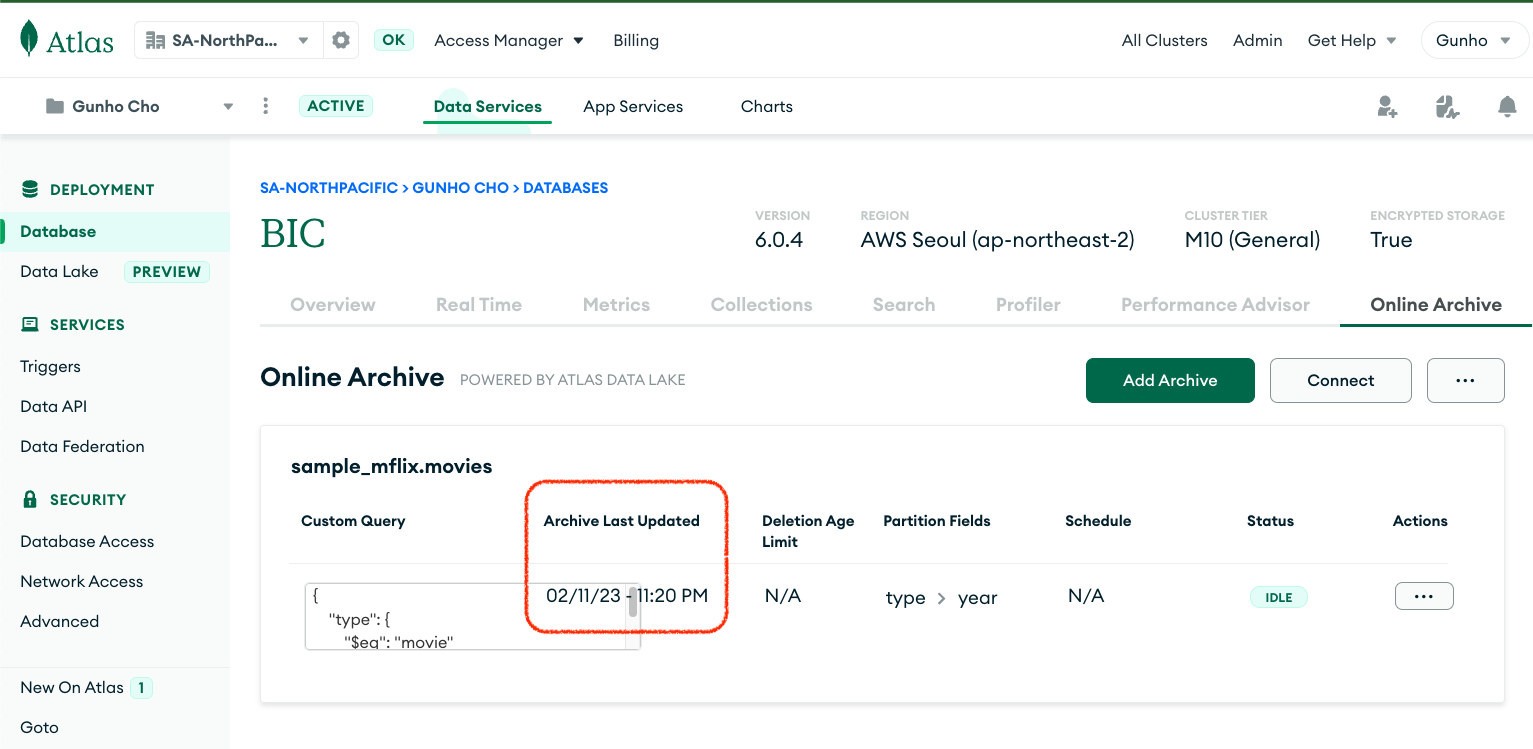 Atlas
SA-NorthPa...
OK
Access Manager
Billing
All Clusters
Admin
Get Help
Gunho
Gunho Cho
ACTIVE
Data Services
App Services
Charts
DEPLOYMENT
Database
Data Lake
PREVIEW
SERVICES
Triggers
Data API
Data Federation
SECURITY
Database Access
Network Access
Advanced
New On Atlas
1
Goto
SA-NORTHPACIFIC > GUNHO CHO > DATABASES
BIC
VERSION
6.0.4
REGION
AWS Seoul (ap-northeast-2)
CLUSTER TIER
M10 (General)
ENCRYPTED STORAGE
True
Overview
Real Time
Metrics
Collections
Search
Profiler
Performance Advisor
Online Archive
Online Archive
POWERED BY ATLAS DATA LAKE
Add Archive
Connect
...
sample_mflix.movies
Custom Query
Archive Last Updated
Deletion Age
Limit
Partition Fields
Schedule
Status
Actions
{
"type": {
"$eq": "movie"
02/11/23 - 11:20 PM
N/A
type > year
N/A
IDLE
...